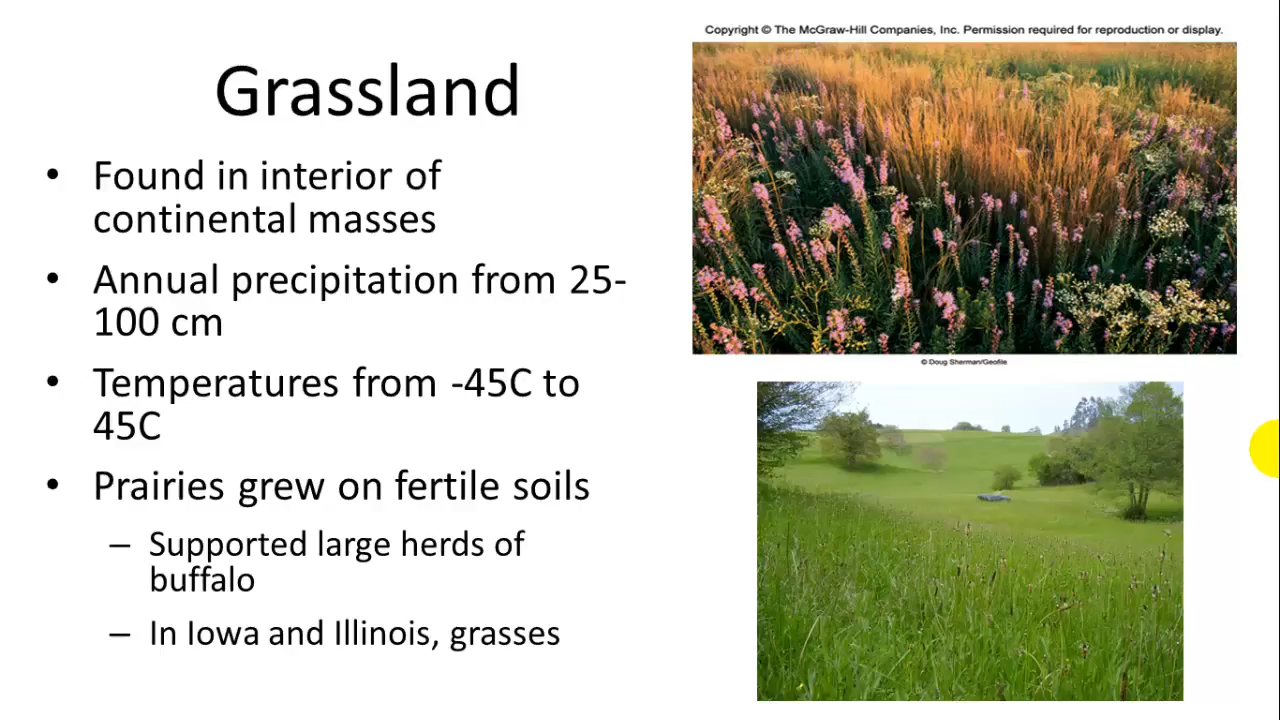 Copyright © The McGraw-Hill Companies, Inc. Permission required for reproduction or display.
Grassland
• Found in interior of
continental masses
• Annual precipitation from 25-
100 cm
• Temperatures from -45C to
45C
• Prairies grew on fertile soils
– Supported large herds of
buffalo
– In Iowa and Illinois, grasses
© Doug Sherman/Geofile